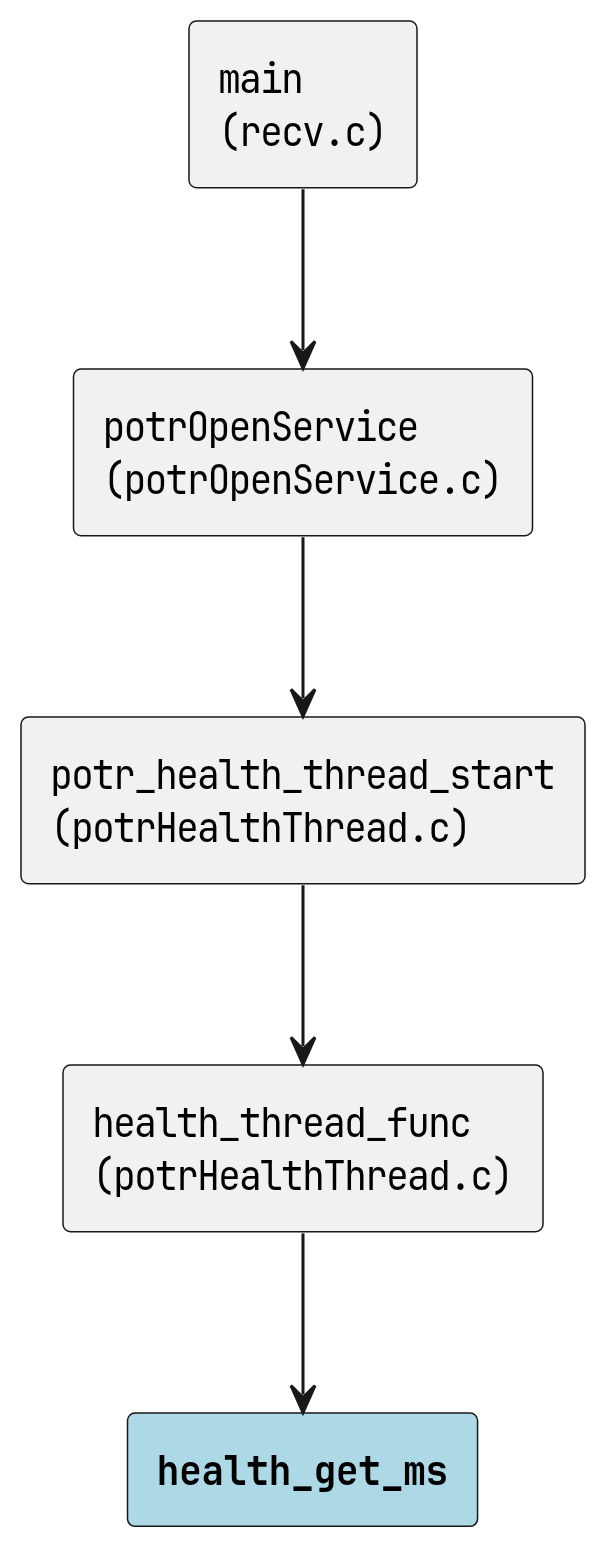 main
(recv.c)
potrOpenService
(potrOpenService.c)
potr_health_thread_start
(potrHealthThread.c)
health_thread_func
(potrHealthThread.c)
health_get_ms